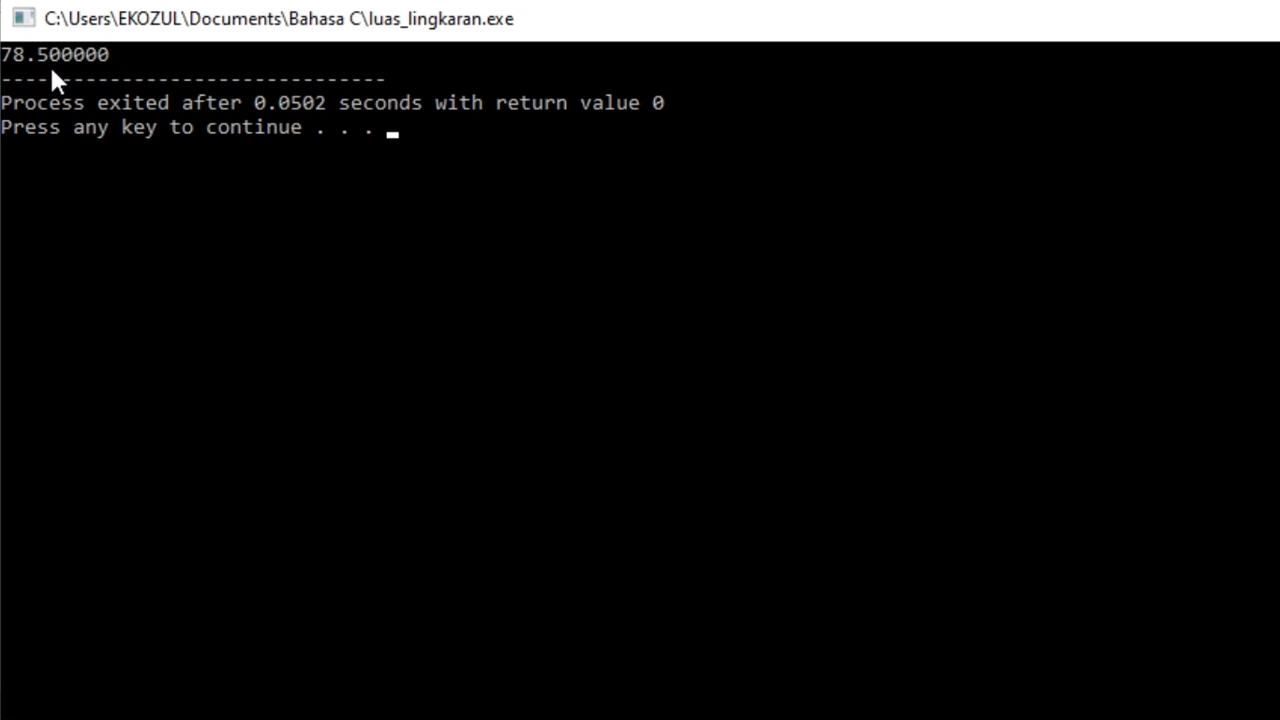 C:\Users\EKOZUL\Documents\Bahasa C\luas_lingkaran.exe
78.500000
--------------------------------
Process exited after 0.0502 seconds with return value 0
Press any key to continue . . .